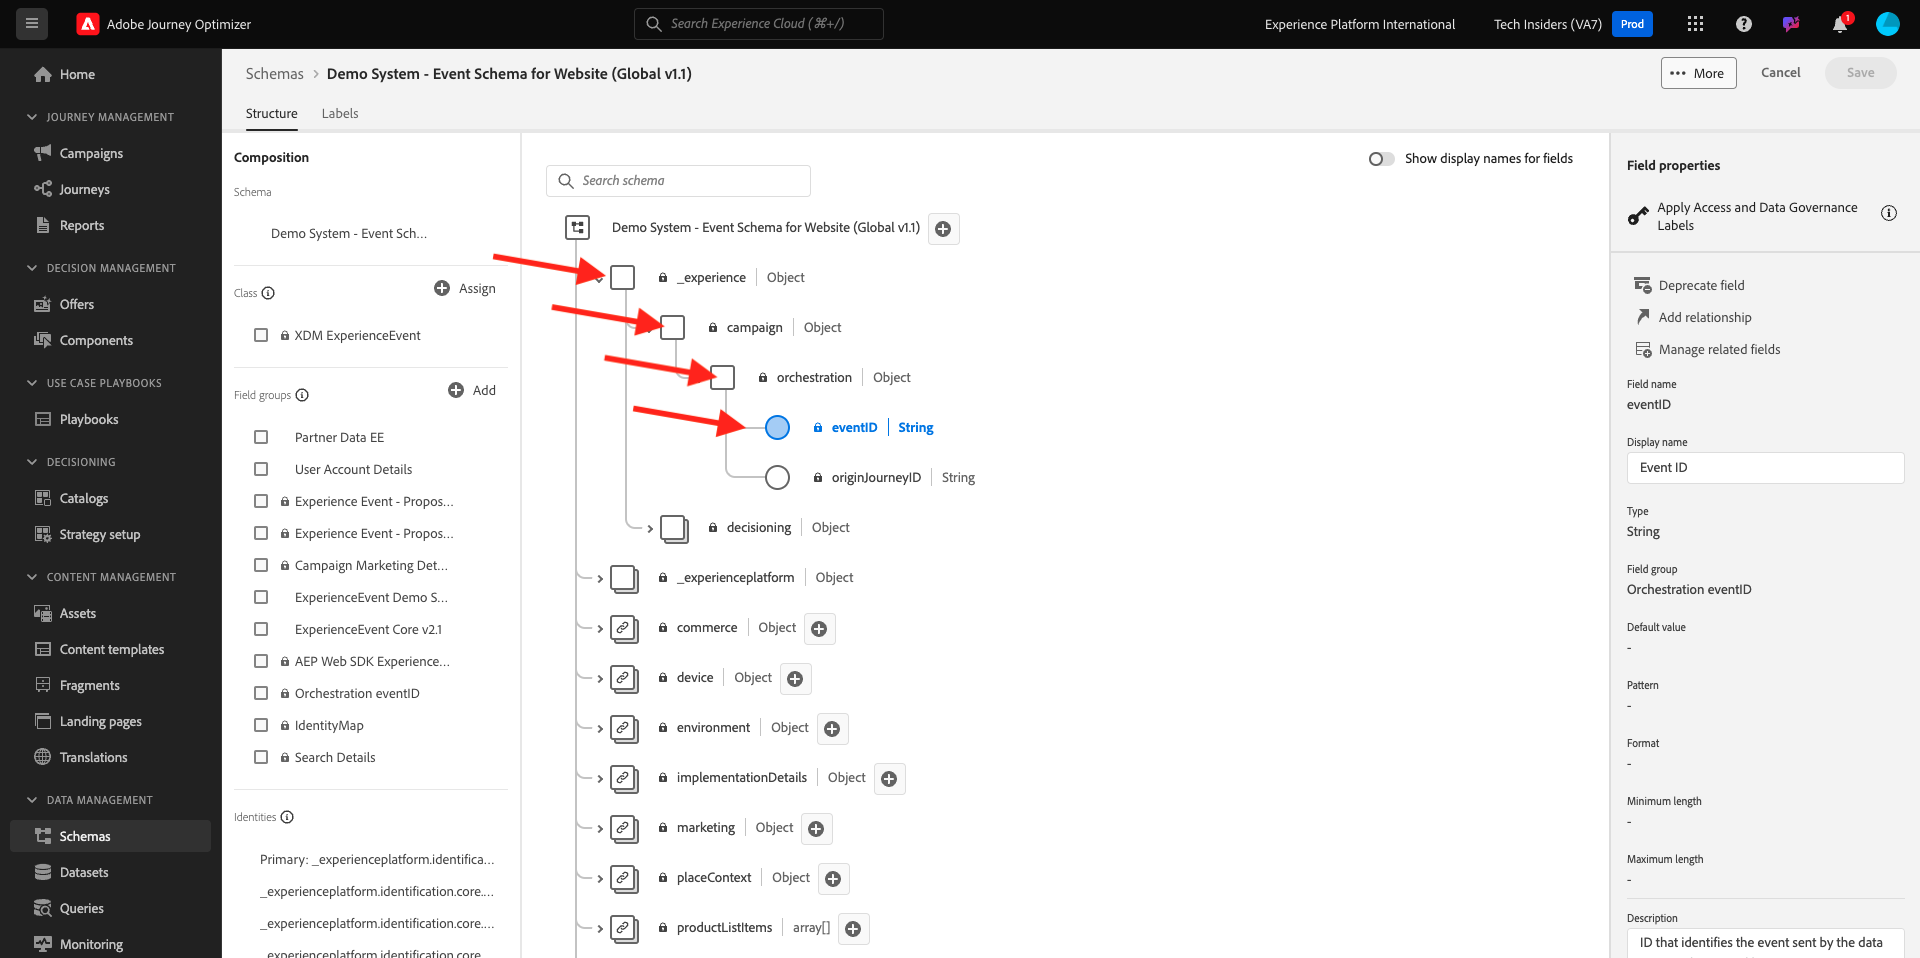 Adobe Journey Optimizer
Search Experience Cloud (⌘+/)
Experience Platform International
Tech Insiders (VA7)
Prod
1
Home
JOURNEY MANAGEMENT
Campaigns
Journeys
Reports
DECISION MANAGEMENT
Offers
Components
USE CASE PLAYBOOKS
Playbooks
DECISIONING
Catalogs
Strategy setup
CONTENT MANAGEMENT
Assets
Content templates
Fragments
Landing pages
Translations
DATA MANAGEMENT
Schemas
Datasets
Queries
Monitoring
Schemas > Demo System - Event Schema for Website (Global v1.1)
More
Cancel
Save
Structure
Labels
Composition
Schema
Demo System - Event Sch...
Class
Assign
XDM ExperienceEvent
Field groups
Add
Partner Data EE
User Account Details
Experience Event - Propos...
Experience Event - Propos...
Campaign Marketing Det...
ExperienceEvent Demo S...
ExperienceEvent Core v2.1
AEP Web SDK Experience...
Orchestration eventID
IdentityMap
Search Details
Identities
Primary: _experienceplatform.identifica...
_experienceplatform.identification.core....
_experienceplatform.identification.core....
_experienceplatform.identification.core....
Search schema
Show display names for fields
Demo System - Event Schema for Website (Global v1.1)
_experience | Object
campaign | Object
orchestration | Object
eventID | String
originJourneyID | String
decisioning | Object
_experienceplatform | Object
commerce | Object
device | Object
environment | Object
implementationDetails | Object
marketing | Object
placeContext | Object
productListItems | array[]
Field properties
Apply Access and Data Governance
Labels
Deprecate field
Add relationship
Manage related fields
Field name
eventID
Display name
Event ID
Type
String
Field group
Orchestration eventID
Default value
-
Pattern
-
Format
-
Minimum length
-
Maximum length
-
Description
ID that identifies the event sent by the data